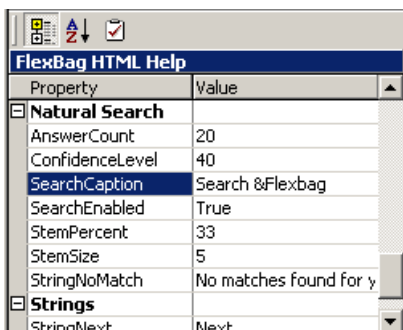 FlexBag HTML Help
Property Value
Natural Search
AnswerCount 20
ConfidenceLevel 40
SearchCaption Search &Flexbag
SearchEnabled True
StemPercent 33
StemSize 5
StringNoMatch No matches found for y
Strings
StringNext Next